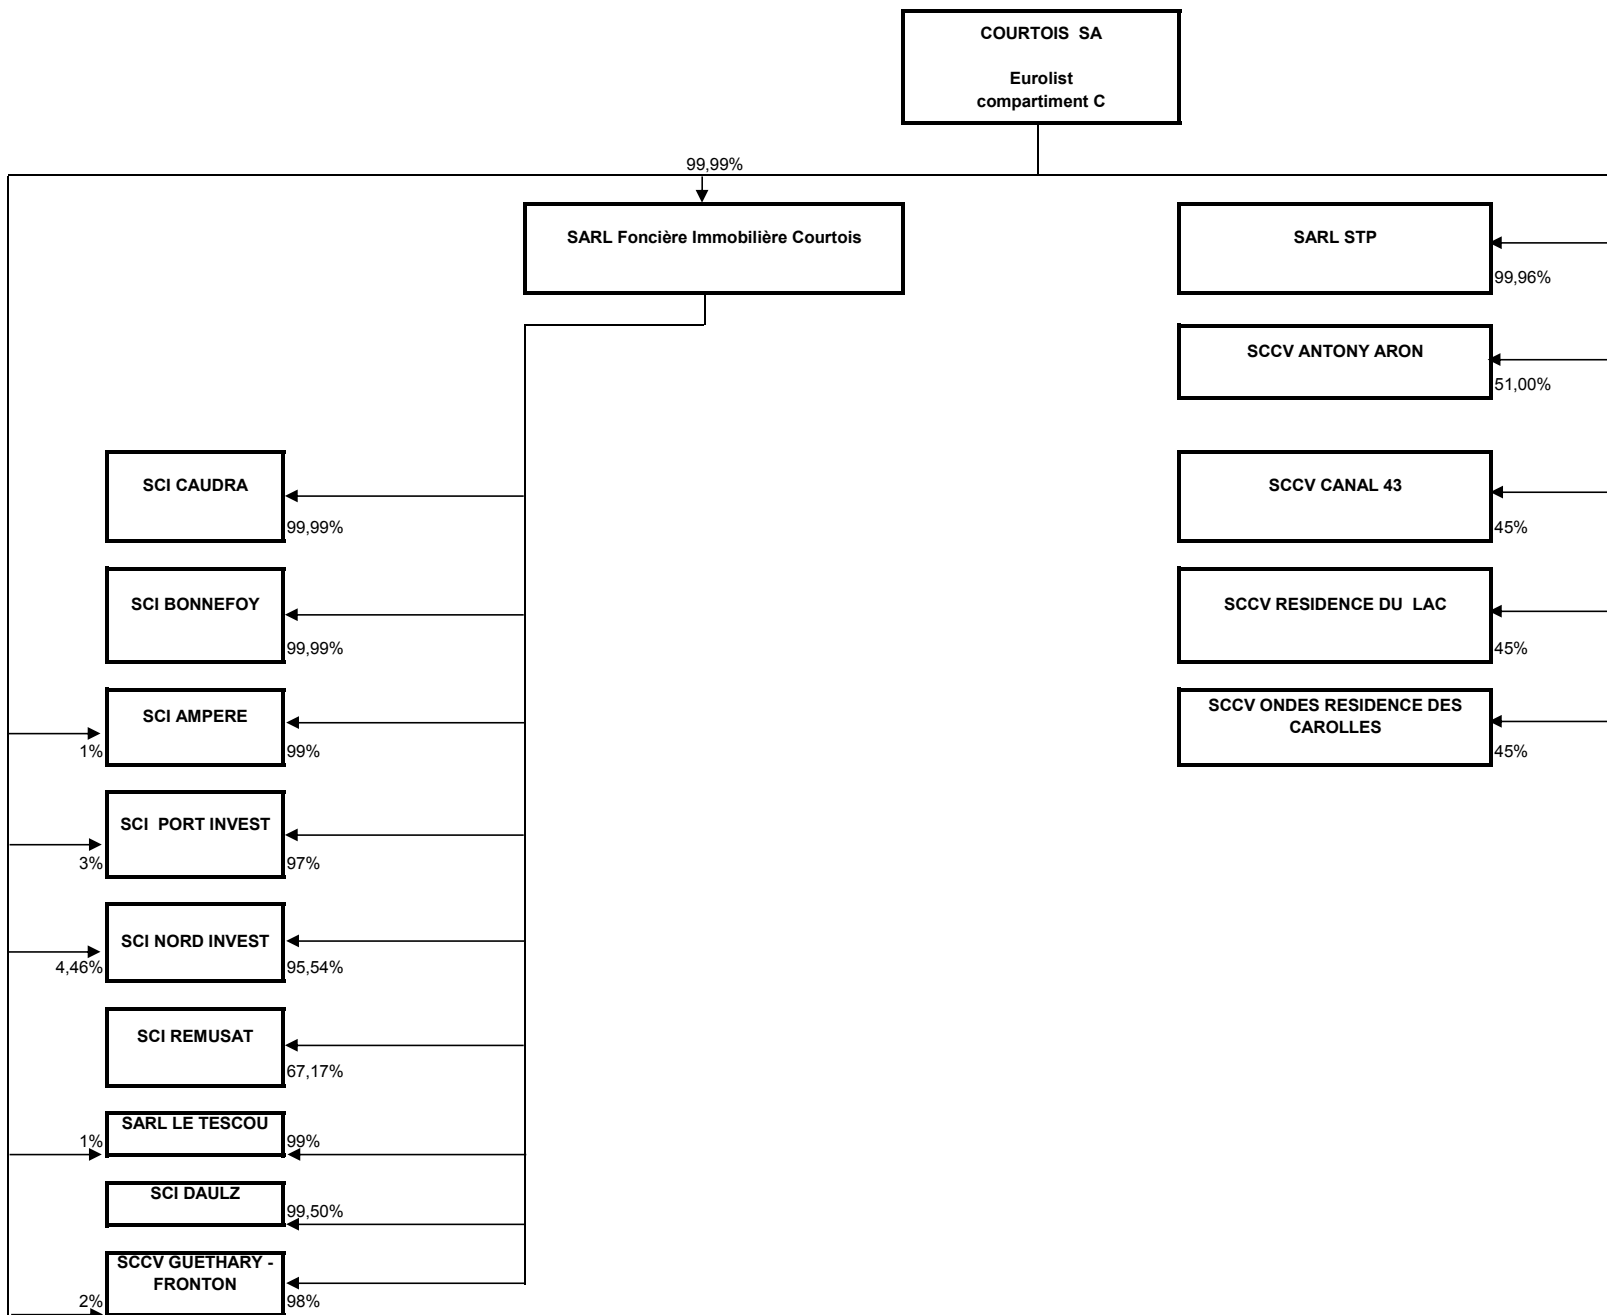 COURTOIS SA
Eurolist
compartiment C
99,99%
SARL Foncière Immobilière Courtois
SARL STP
99,96%
SCCV ANTONY ARON
51,00%
SCI CAUDRA
99,99%
SCCV CANAL 43
45%
SCI BONNEFOY
99,99%
SCCV RESIDENCE DU LAC
45%
SCI AMPERE
1%
99%
SCCV ONDES RESIDENCE DES
CAROLLES
45%
SCI PORT INVEST
3%
97%
SCI NORD INVEST
4,46%
95,54%
SCI REMUSAT
67,17%
SARL LE TESCOU
1%
99%
SCI DAULZ
99,50%
SCCV GUETHARY -
FRONTON
2%
98%